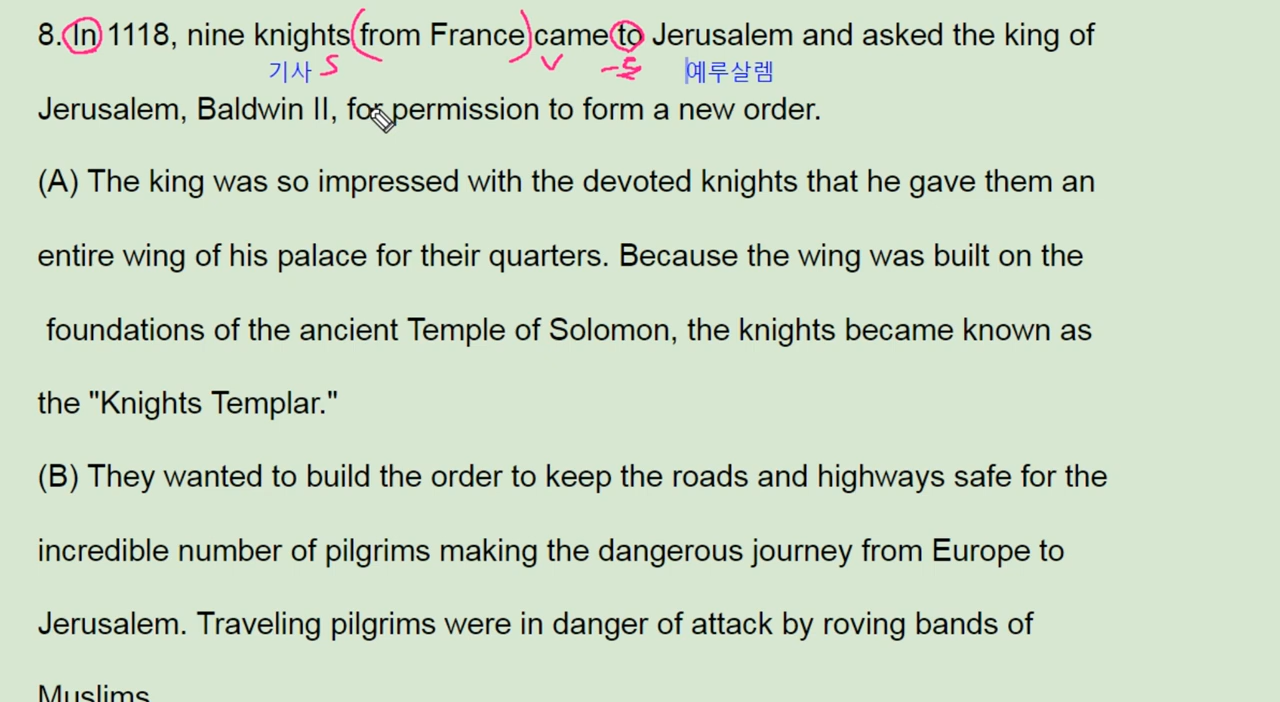 8. In 1118, nine knights (from France) came to Jerusalem and asked the king of
기사 S V -로 예루살렘
Jerusalem, Baldwin II, for permission to form a new order.
(A) The king was so impressed with the devoted knights that he gave them an
entire wing of his palace for their quarters. Because the wing was built on the
foundations of the ancient Temple of Solomon, the knights became known as
the "Knights Templar."
(B) They wanted to build the order to keep the roads and highways safe for the
incredible number of pilgrims making the dangerous journey from Europe to
Jerusalem. Traveling pilgrims were in danger of attack by roving bands of
Muslims